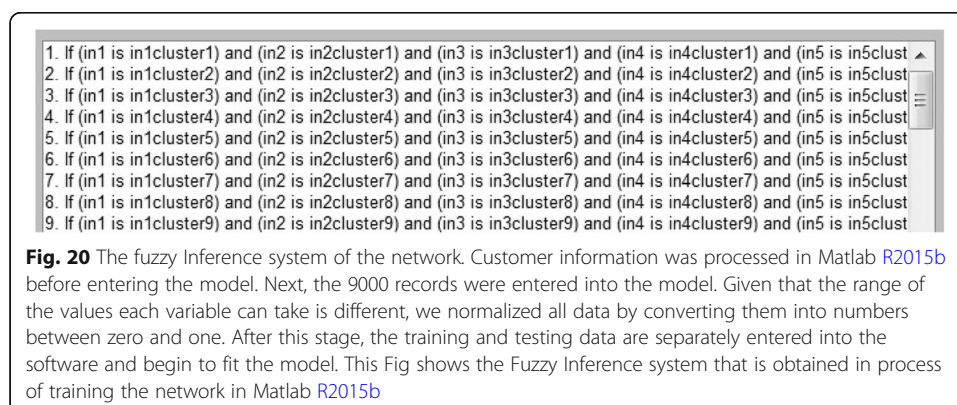 1. If (in1 is in1cluster1) and (in2 is in2cluster1) and (in3 is in3cluster1) and (in4 is in4cluster1) and (in5 is in5clust
2. If (in1 is in1cluster2) and (in2 is in2cluster2) and (in3 is in3cluster2) and (in4 is in4cluster2) and (in5 is in5clust
3. If (in1 is in1cluster3) and (in2 is in2cluster3) and (in3 is in3cluster3) and (in4 is in4cluster3) and (in5 is in5clust
4. If (in1 is in1cluster4) and (in2 is in2cluster4) and (in3 is in3cluster4) and (in4 is in4cluster4) and (in5 is in5clust
5. If (in1 is in1cluster5) and (in2 is in2cluster5) and (in3 is in3cluster5) and (in4 is in4cluster5) and (in5 is in5clust
6. If (in1 is in1cluster6) and (in2 is in2cluster6) and (in3 is in3cluster6) and (in4 is in4cluster6) and (in5 is in5clust
7. If (in1 is in1cluster7) and (in2 is in2cluster7) and (in3 is in3cluster7) and (in4 is in4cluster7) and (in5 is in5clust
8. If (in1 is in1cluster8) and (in2 is in2cluster8) and (in3 is in3cluster8) and (in4 is in4cluster8) and (in5 is in5clust
9. If (in1 is in1cluster9) and (in2 is in2cluster9) and (in3 is in3cluster9) and (in4 is in4cluster9) and (in5 is in5clust
Fig. 20 The fuzzy Inference system of the network. Customer information was processed in Matlab R2015b
before entering the model. Next, the 9000 records were entered into the model. Given that the range of
the values each variable can take is different, we normalized all data by converting them into numbers
between zero and one. After this stage, the training and testing data are separately entered into the
software and begin to fit the model. This Fig shows the Fuzzy Inference system that is obtained in process
of training the network in Matlab R2015b